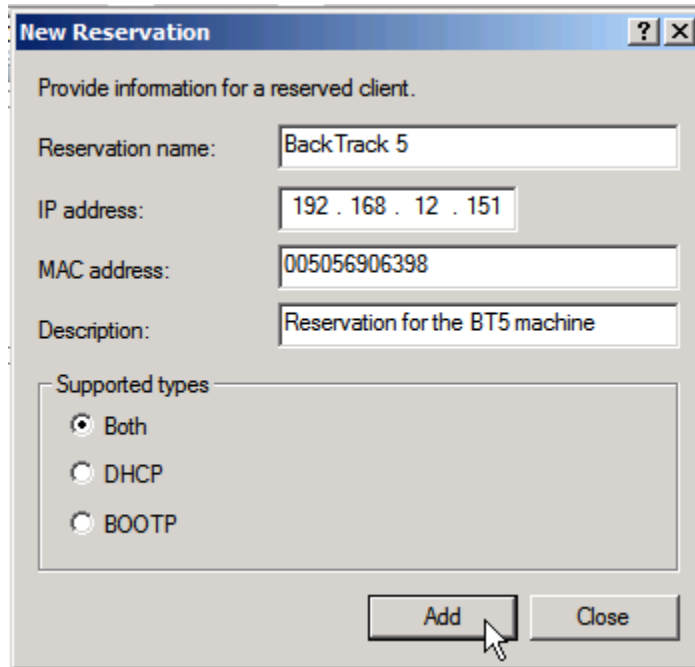 New Reservation
Provide information for a reserved client.
Reservation name: BackTrack 5
IP address: 192 . 168 . 12 . 151
MAC address: 005056906398
Description: Reservation for the BT5 machine
Supported types
Both
DHCP
BOOTP
Add Close